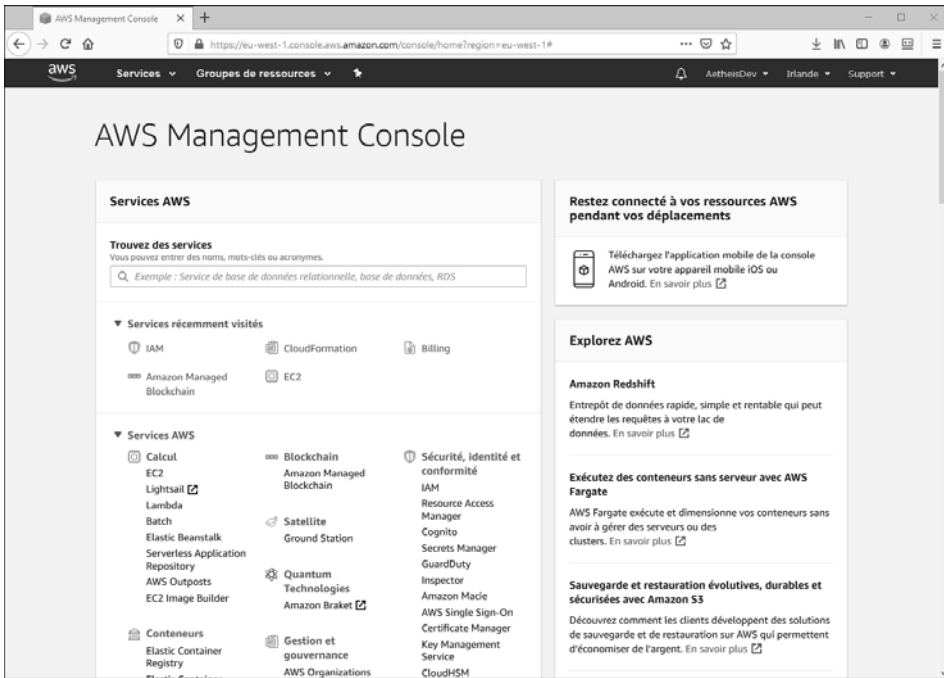 AWS Management Console
https://eu-west-1.console.aws.amazon.com/console/home?region=eu-west-1#
aws
Services
Groupes de ressources
AetheisDev
Irlande
Support
AWS Management Console
Services AWS
Trouvez des services
Vous pouvez entrer des noms, mots-clés ou acronymes.
Exemple : Service de base de données relationnelle, base de données, RDS
Services récemment visités
IAM
CloudFormation
Billing
Amazon Managed
Blockchain
EC2
Services AWS
Calcul
EC2
Lightsail
Lambda
Batch
Elastic Beanstalk
Serverless Application
Repository
AWS Outposts
EC2 Image Builder
Conteneurs
Elastic Container
Registry
Elastic Container
Blockchain
Amazon Managed
Blockchain
Satellite
Ground Station
Quantum
Technologies
Amazon Braket
Gestion et
gouvernance
AWS Organizations
Sécurité, identité et
conformité
IAM
Resource Access
Manager
Cognito
Secrets Manager
GuardDuty
Inspector
Amazon Macie
AWS Single Sign-On
Certificate Manager
Key Management
Service
CloudHSM
Restez connecté à vos ressources AWS
pendant vos déplacements
Téléchargez l'application mobile de la console
AWS sur votre appareil mobile iOS ou
Android. En savoir plus
Explorez AWS
Amazon Redshift
Entrepôt de données rapide, simple et rentable qui peut
étendre les requêtes à votre lac de
données. En savoir plus
Exécutez des conteneurs sans serveur avec AWS
Fargate
AWS Fargate exécute et dimensionne vos conteneurs sans
avoir à gérer des serveurs ou des
clusters. En savoir plus
Sauvegarde et restauration évolutives, durables et
sécurisées avec Amazon S3
Découvrez comment les clients développent des solutions
de sauvegarde et de restauration sur AWS qui permettent
d'économiser de l'argent. En savoir plus